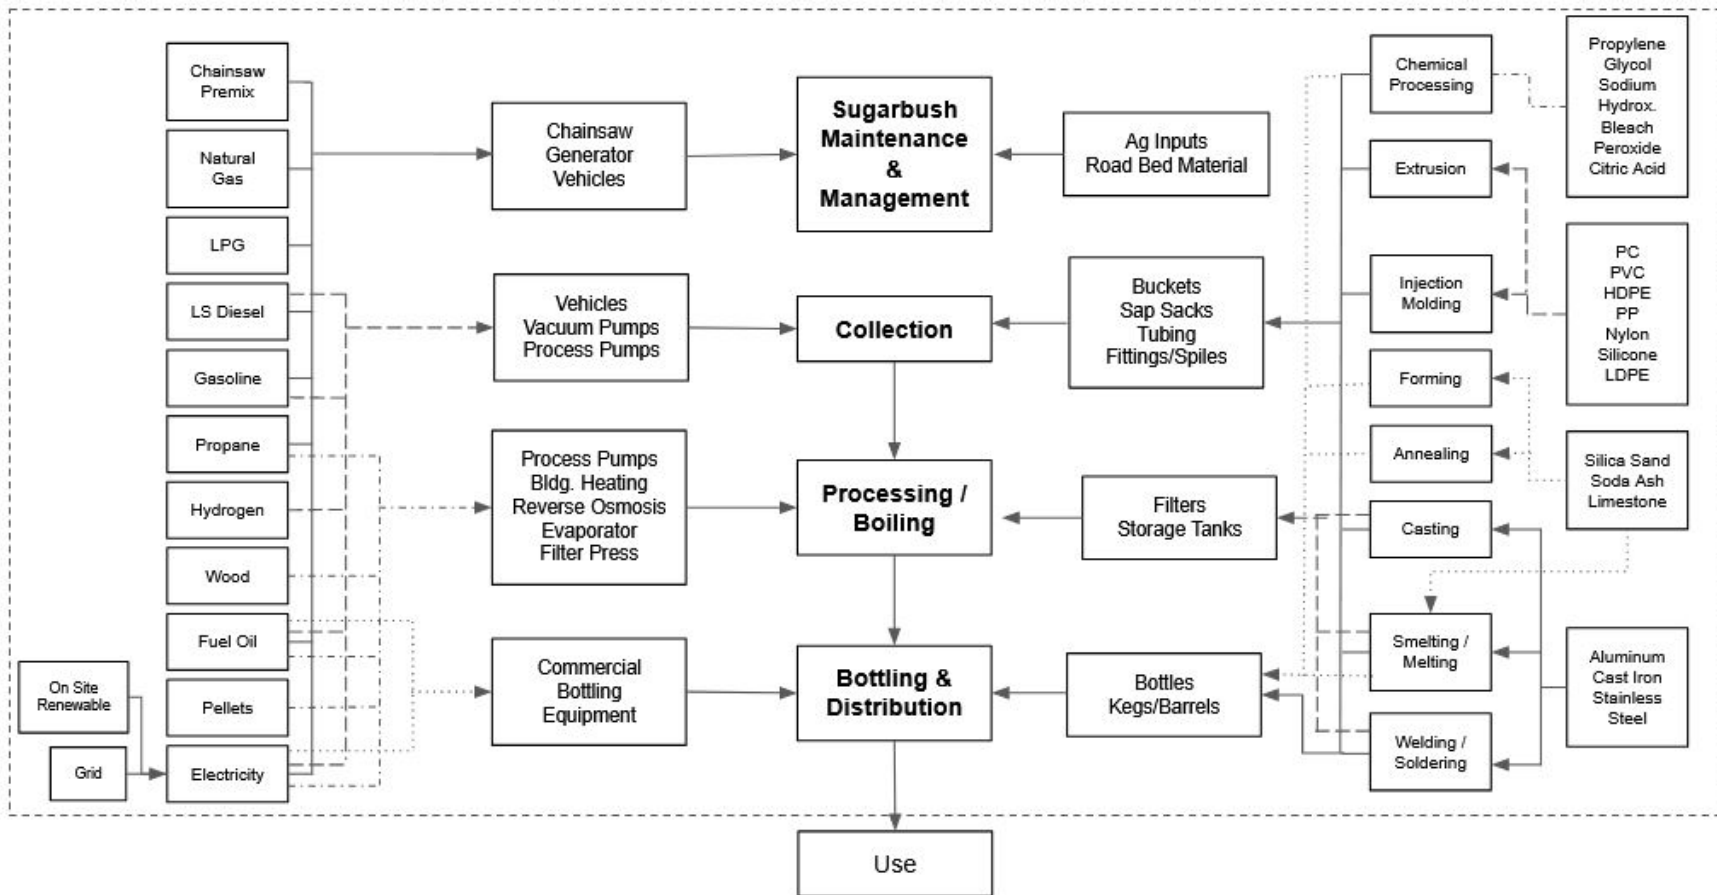 Chainsaw
Premix
Natural
Gas
LPG
LS Diesel
Gasoline
Propane
Hydrogen
Wood
Fuel Oil
Pellets
Electricity
On Site
Renewable
Grid
Chainsaw
Generator
Vehicles
Vehicles
Vacuum Pumps
Process Pumps
Process Pumps
Bldg. Heating
Reverse Osmosis
Evaporator
Filter Press
Commercial
Bottling
Equipment
Sugarbush
Maintenance
&
Management
Collection
Processing /
Boiling
Bottling &
Distribution
Use
Ag Inputs
Road Bed Material
Buckets
Sap Sacks
Tubing
Fittings/Spiles
Filters
Storage Tanks
Bottles
Kegs/Barrels
Chemical
Processing
Extrusion
Injection
Molding
Forming
Annealing
Casting
Smelting /
Melting
Welding /
Soldering
Propylene
Glycol
Sodium
Hydrox.
Bleach
Peroxide
Citric Acid
PC
PVC
HDPE
PP
Nylon
Silicone
LDPE
Silica Sand
Soda Ash
Limestone
Aluminum
Cast Iron
Stainless
Steel